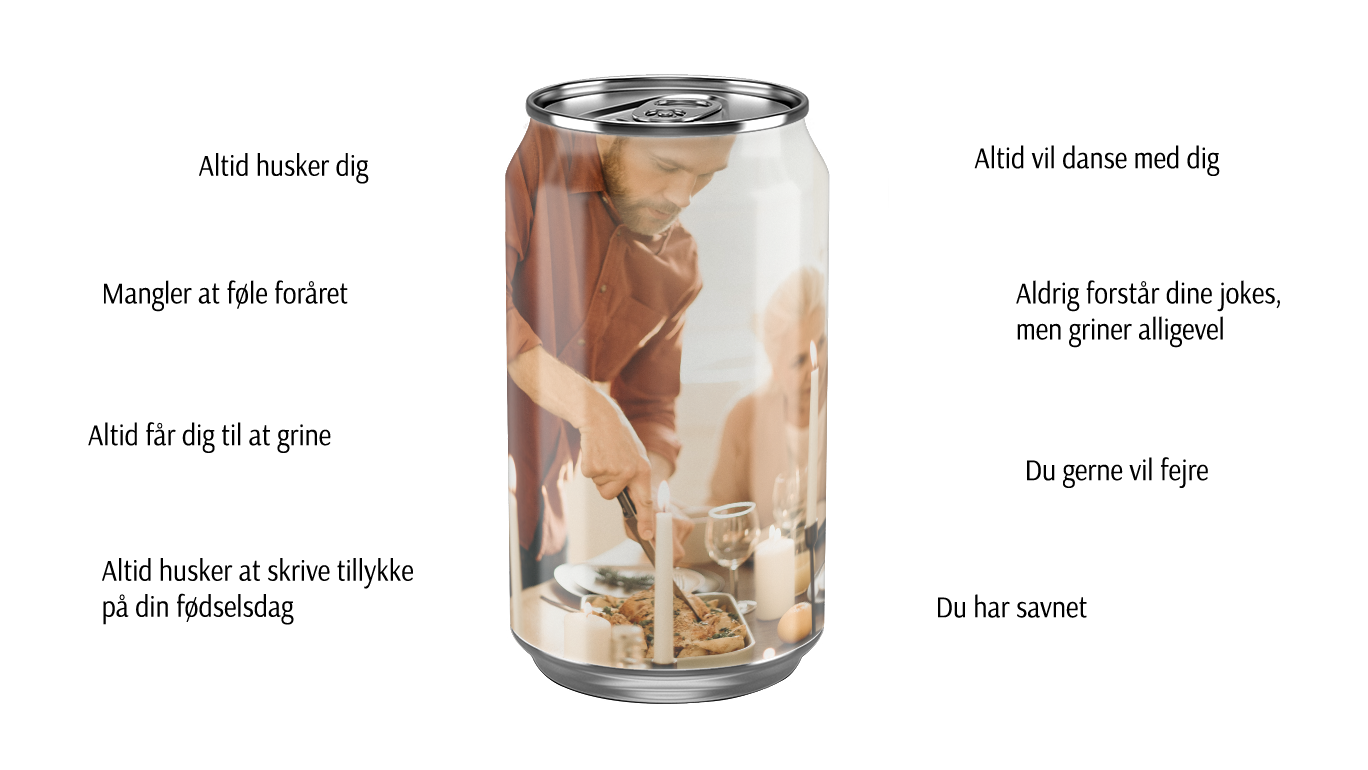 Altid husker dig
Mangler at føle foråret
Altid får dig til at grine
Altid husker at skrive tillykke
på din fødselsdag
Altid vil danse med dig
Aldrig forstår dine jokes,
men griner alligevel
Du gerne vil fejre
Du har savnet